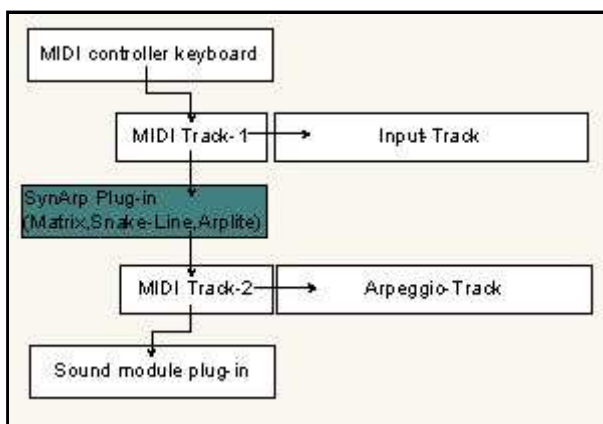 MIDI controller keyboard
MIDI Track-1
Input-Track
SynArp Plug-in
(Matrix,Snake-Line,Arplite)
MIDI Track-2
Arpeggio-Track
Sound module plug-in